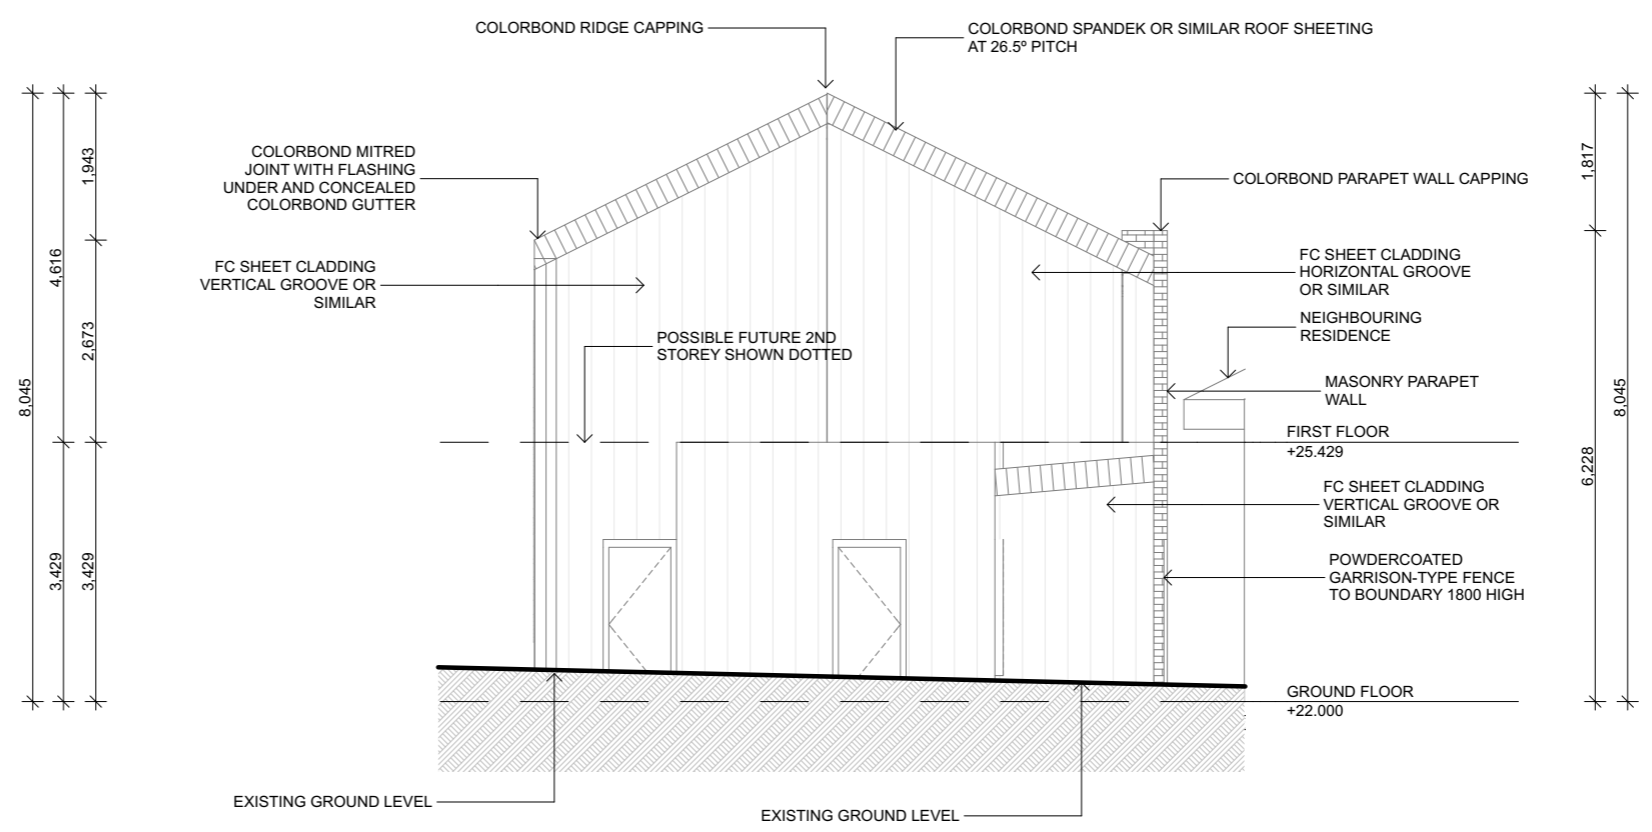 COLORBOND RIDGE CAPPING
COLORBOND SPANDEK OR SIMILAR ROOF SHEETING
AT 26.5º PITCH
COLORBOND MITRED
JOINT WITH FLASHING
UNDER AND CONCEALED
COLORBOND GUTTER
COLORBOND PARAPET WALL CAPPING
FC SHEET CLADDING
VERTICAL GROOVE OR
SIMILAR
FC SHEET CLADDING
HORIZONTAL GROOVE
OR SIMILAR
POSSIBLE FUTURE 2ND
STOREY SHOWN DOTTED
NEIGHBOURING
RESIDENCE
MASONRY PARAPET
WALL
FIRST FLOOR
+25.429
FC SHEET CLADDING
VERTICAL GROOVE OR
SIMILAR
POWDERCOATED
GARRISON-TYPE FENCE
TO BOUNDARY 1800 HIGH
GROUND FLOOR
+22.000
EXISTING GROUND LEVEL
EXISTING GROUND LEVEL
8,045
4,616
3,429
1,943
2,673
3,429
1,817
6,228
8,045